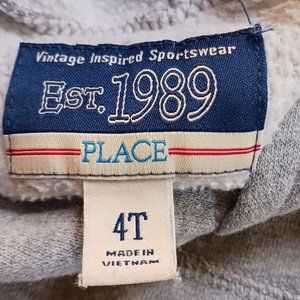 Vintage Inspired Sportswear
EST. 1989
PLACE
4T
MADE IN
VIETNAM